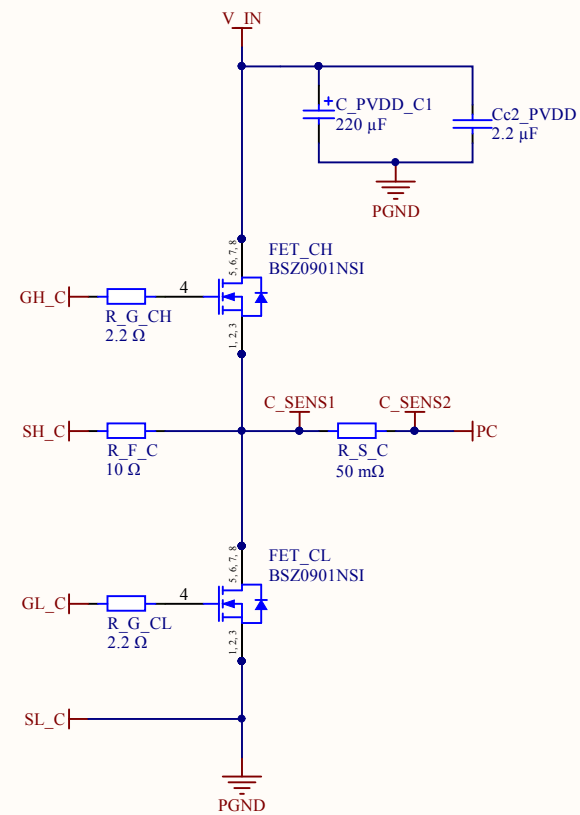 V_IN
+
C_PVDD_C1
220 µF
Cc2_PVDD
2.2 µF
PGND
5, 6, 7, 8
FET_CH
BSZ0901NSI
GH_C
4
R_G_CH
2.2 Ω
1, 2, 3
C_SENS1
C_SENS2
SH_C
PC
R_F_C
10 Ω
R_S_C
50 mΩ
5, 6, 7, 8
FET_CL
BSZ0901NSI
GL_C
4
R_G_CL
2.2 Ω
1, 2, 3
SL_C
PGND